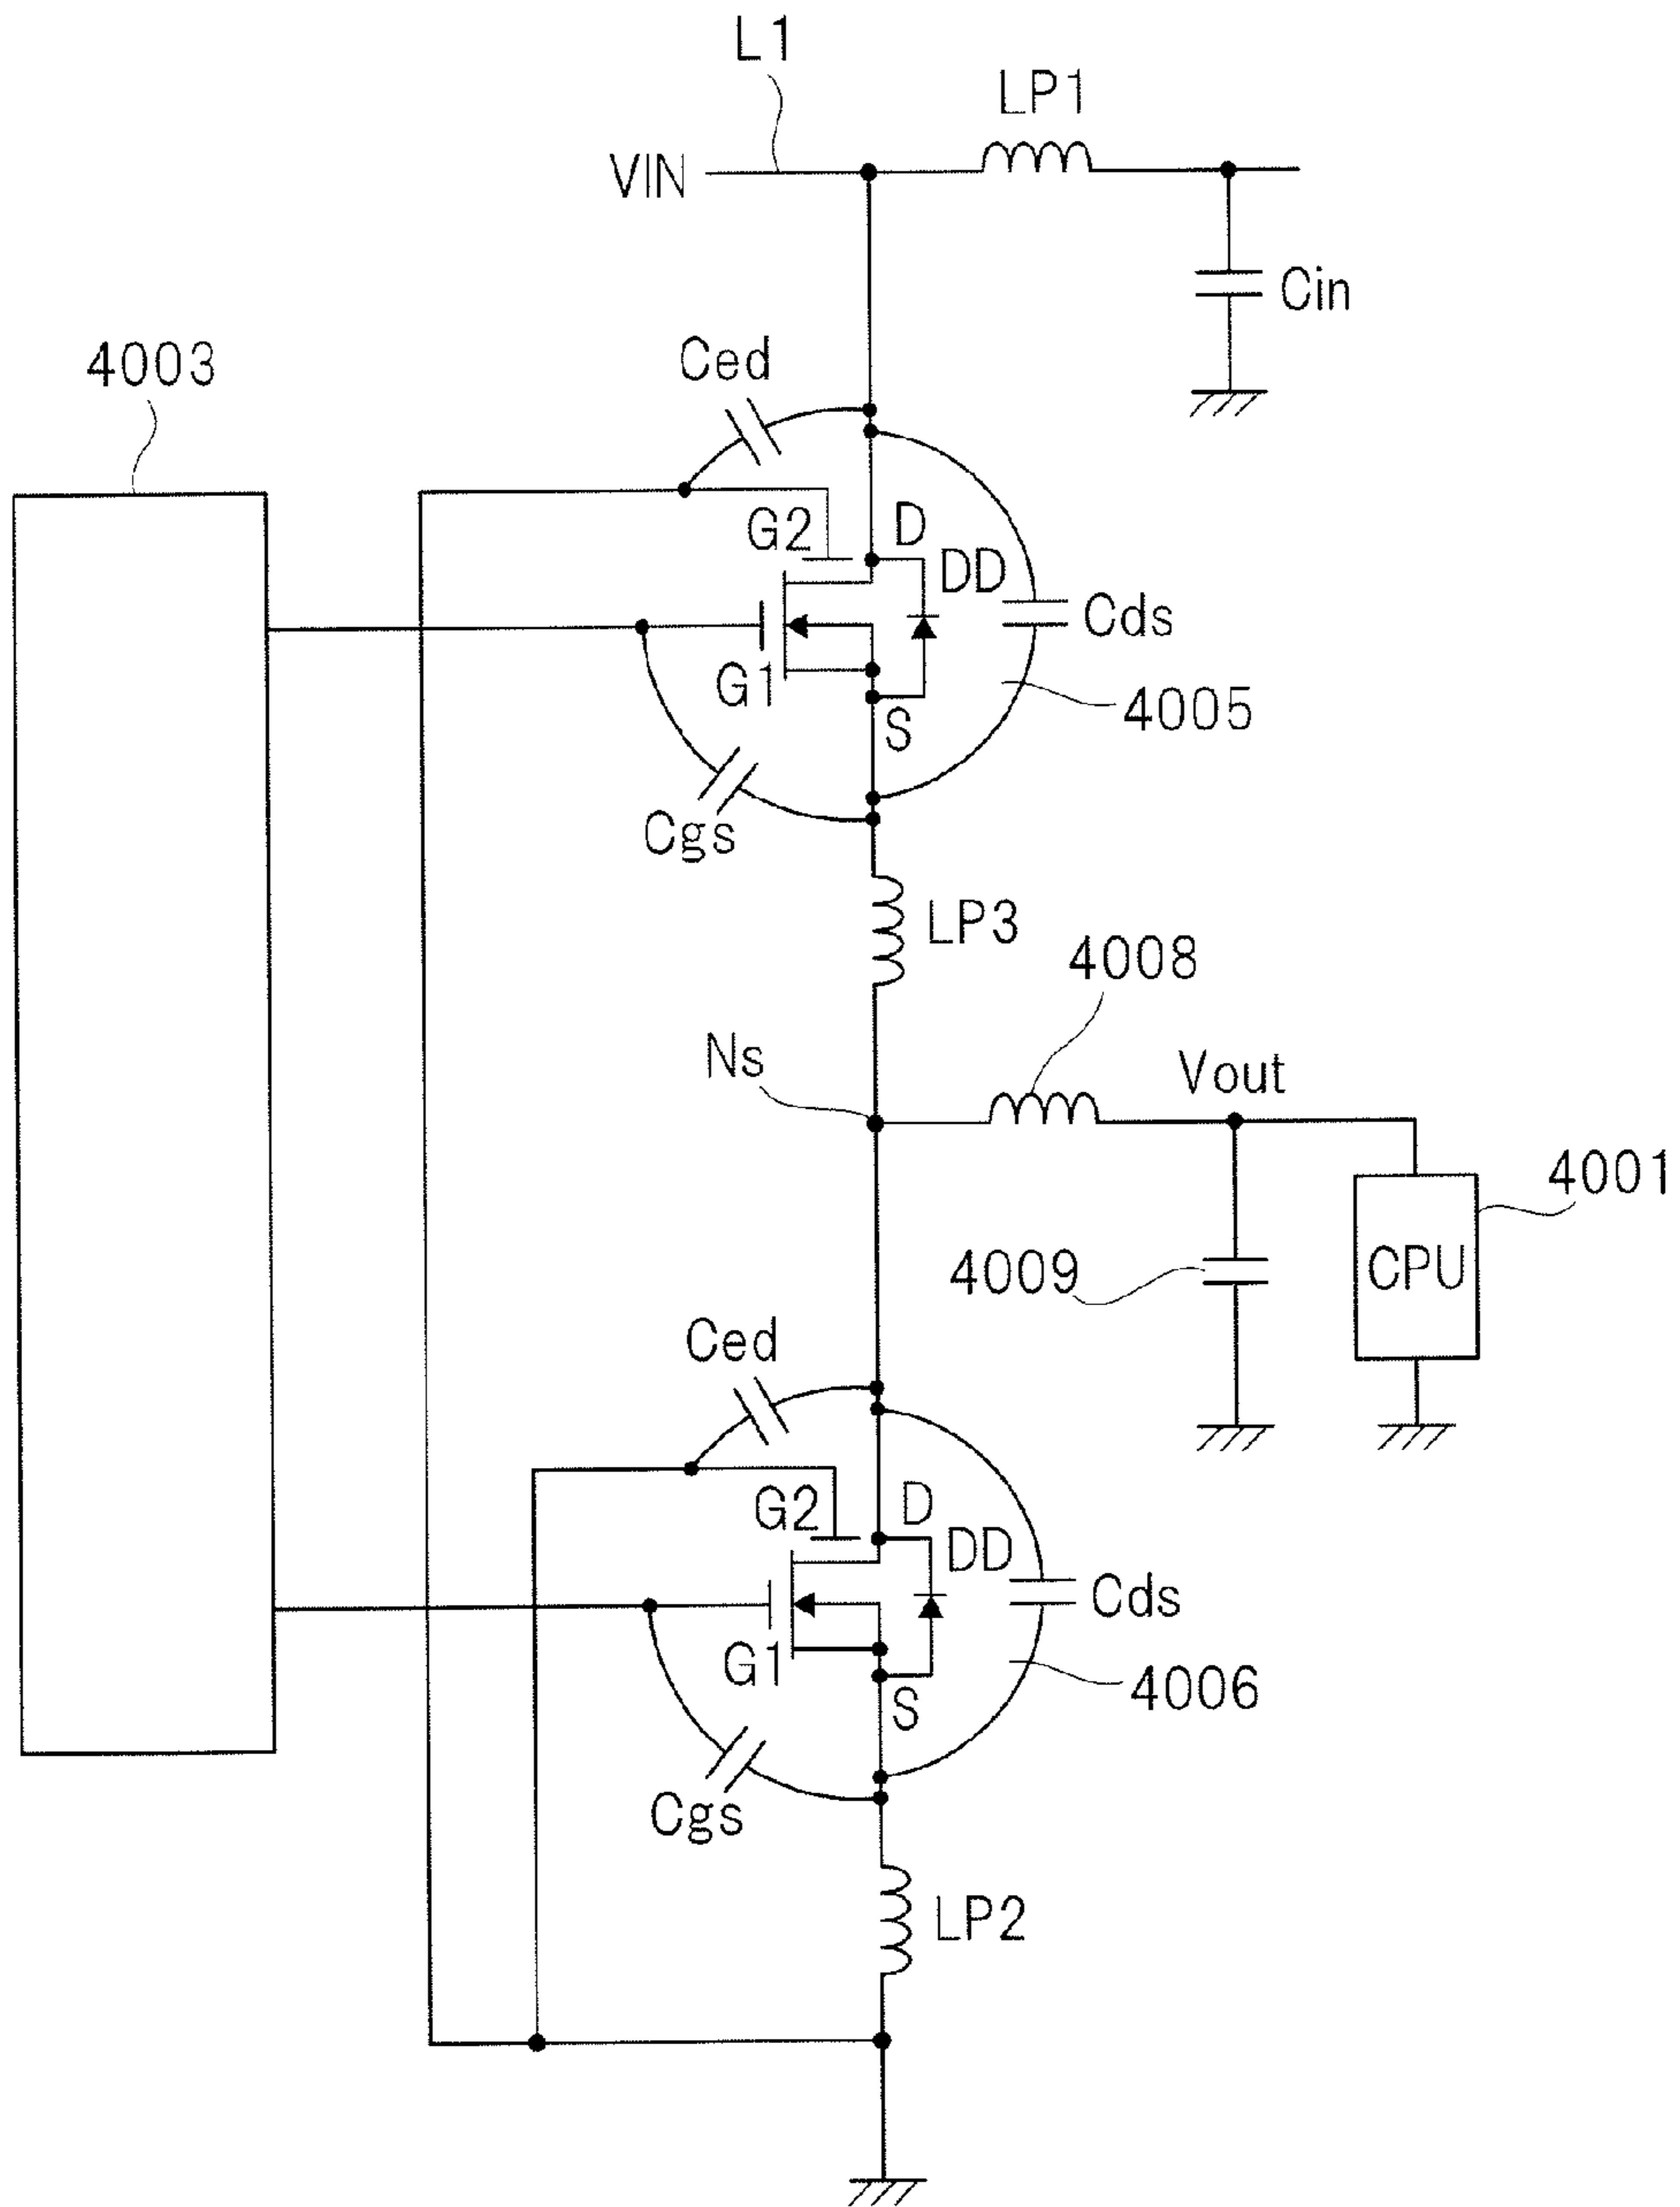 L1
LP1
VIN
Cin
4003
Ced
G2
D
DD
Cds
G1
4005
S
Cgs
LP3
4008
Ns
Vout
4001
CPU
4009
Ced
G2
D
DD
Cds
G1
4006
S
Cgs
LP2